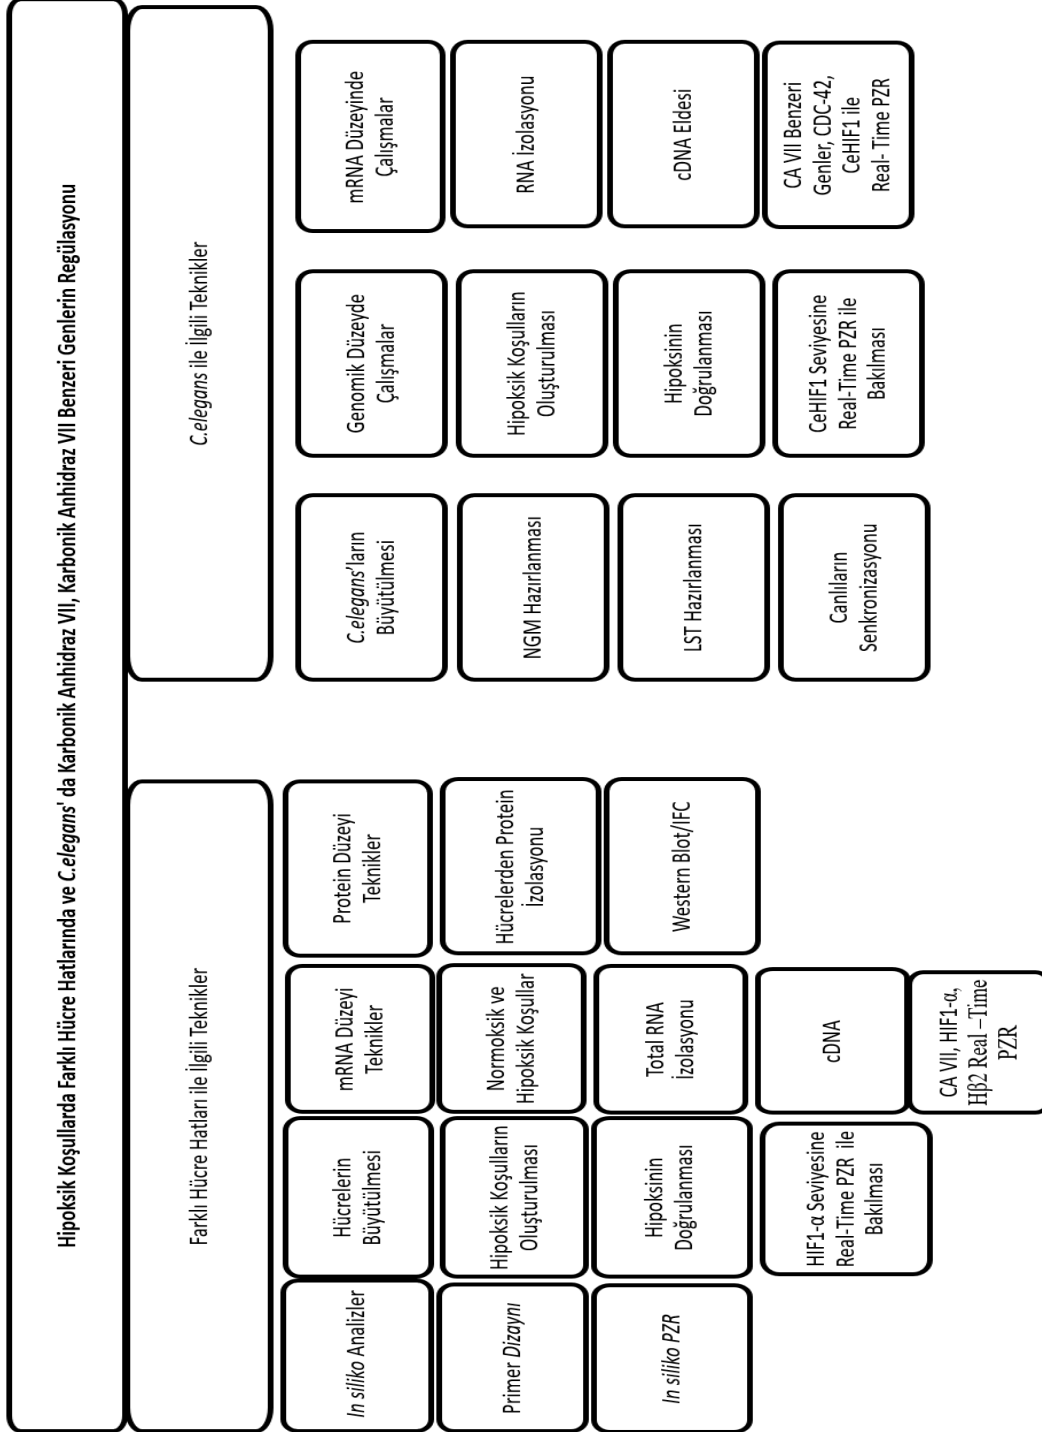 Hipoksik Koşullarda Farklı Hücre Hatlarında ve C.elegans' da Karbonik Anhidraz VII, Karbonik Anhidraz VII Benzeri Genlerin Regülasyonu
Farklı Hücre Hatları ile İlgili Teknikler
In siliko Analizler
Primer Dizaynı
In siliko PZR
Hücrelerin
Büyütülmesi
Hipoksik Koşulların
Oluşturulması
Hipoksinin
Doğrulanması
HIF1-α Seviyesine
Real-Time PZR ile
Bakılması
mRNA Düzeyi
Teknikler
Normoksik ve
Hipoksik Koşullar
Total RNA
İzolasyonu
cDNA
CA VII, HIF1-α,
Hβ2 Real –Time
PZR
Protein Düzeyi
Teknikler
Hücrelerden Protein
İzolasyonu
Western Blot/IFC
C.elegans ile İlgili Teknikler
C.elegans'ların
Büyütülmesi
NGM Hazırlanması
LST Hazırlanması
Canlıların
Senkronizasyonu
Genomik Düzeyde
Çalışmalar
Hipoksik Koşulların
Oluşturulması
Hipoksinin
Doğrulanması
CeHIF1 Seviyesine
Real-Time PZR ile
Bakılması
mRNA Düzeyinde
Çalışmalar
RNA İzolasyonu
cDNA Eldesi
CA VII Benzeri
Genler, CDC-42,
CeHIF1 ile
Real- Time PZR